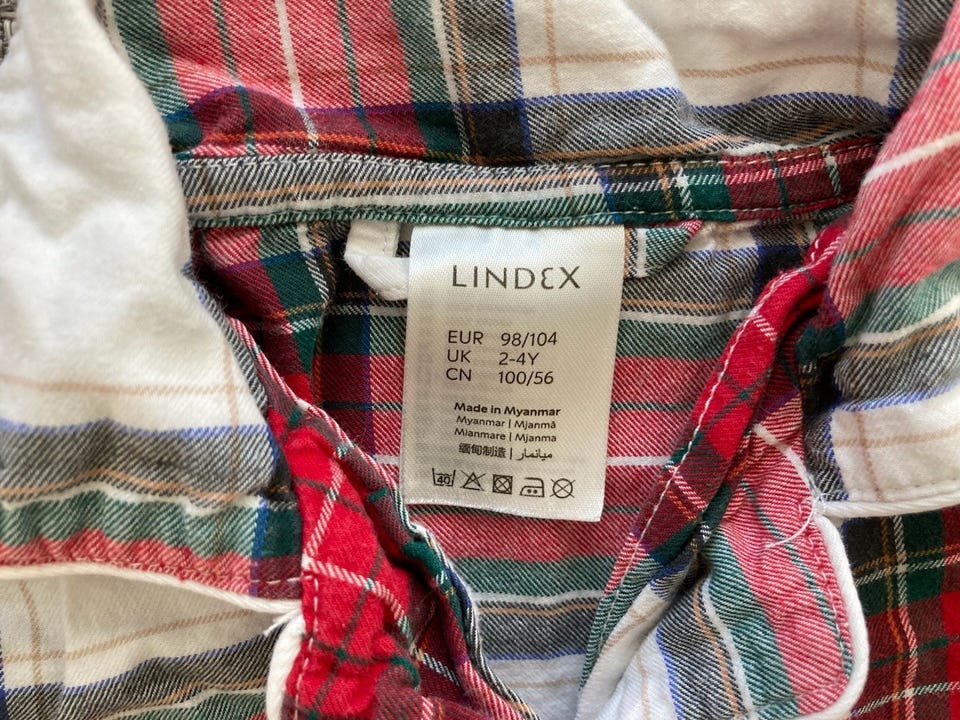 LINDEX
EUR 98/104
UK 2-4Y
CN 100/56
Made in Myanmar
Myanmar | Mjanmā
Mianmare | Mjanma
缅甸制造 | ميانمار
40